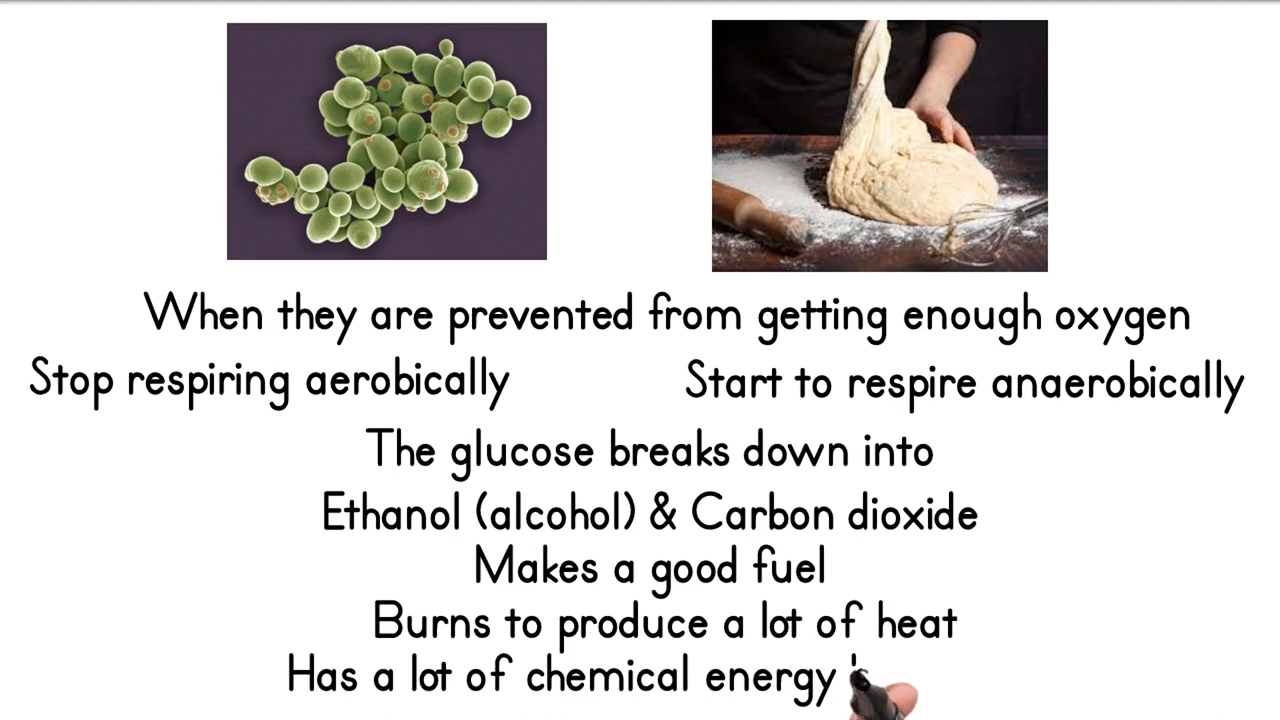 When they are prevented from getting enough oxygen
Stop respiring aerobically
Start to respire anaerobically
The glucose breaks down into
Ethanol (alcohol) & Carbon dioxide
Makes a good fuel
Burns to produce a lot of heat
Has a lot of chemical energy